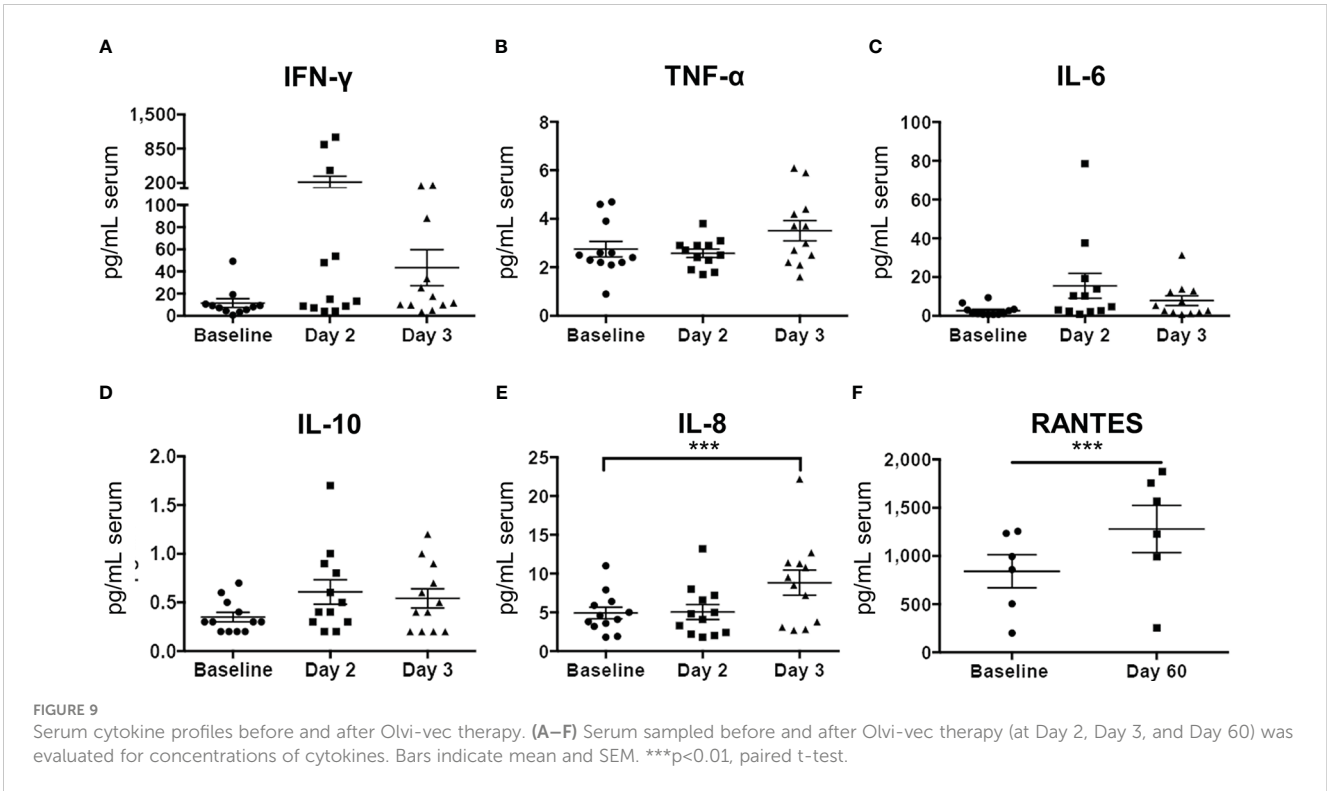 A
IFN-γ
pg/mL serum
1,500
850
200
100
80
60
40
20
0
Baseline Day 2 Day 3
B
TNF-α
pg/mL serum
8
6
4
2
0
Baseline Day 2 Day 3
C
IL-6
pg/mL serum
100
80
60
40
20
0
Baseline Day 2 Day 3
D
IL-10
pg/mL serum
2.0
1.5
1.0
0.5
0.0
Baseline Day 2 Day 3
E
IL-8
***
pg/mL serum
25
20
15
10
5
0
Baseline Day 2 Day 3
F
RANTES
***
pg/mL serum
2,000
1,500
1,000
500
0
Baseline Day 60
FIGURE 9
Serum cytokine profiles before and after Olvi-vec therapy. (A–F) Serum sampled before and after Olvi-vec therapy (at Day 2, Day 3, and Day 60) was
evaluated for concentrations of cytokines. Bars indicate mean and SEM. ***p<0.01, paired t-test.